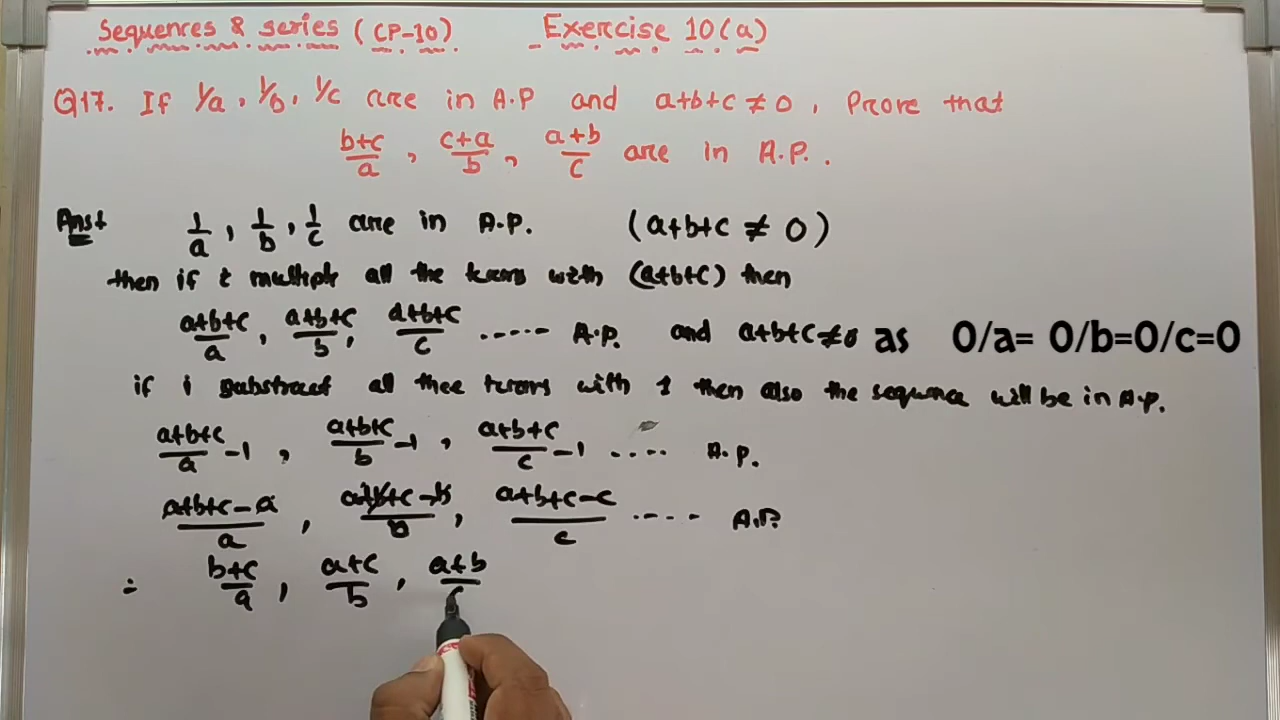 Sequences & series (CP-10) Exercise 10(a)
Q17. If 1/a, 1/b, 1/c are in A.P and a+b+c ≠ 0, Prove that
b+c/a, c+a/b, a+b/c are in A.P.
Ans† 1/a, 1/b, 1/c are in A.P. (a+b+c ≠ 0)
then if i multiple all the terms with (a+b+c) then
a+b+c/a, a+b+c/b, a+b+c/c ...... A.P. and a+b+c≠0 as 0/a= 0/b=0/c=0
if i substract all thee terms with 1 then also the sequence will be in A.P.
a+b+c/a -1, a+b+c/b -1, a+b+c/c -1 .... A.P.
a+b+c-a/a, a+b+c-b/b, a+b+c-c/c .... A.P.
∴ b+c/a, a+c/b, a+b/c